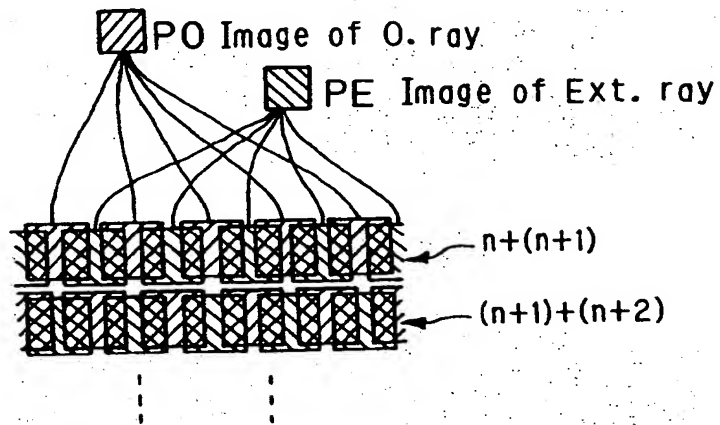 PO Image of O. ray
PE Image of Ext. ray
n+(n+1)
(n+1)+(n+2)